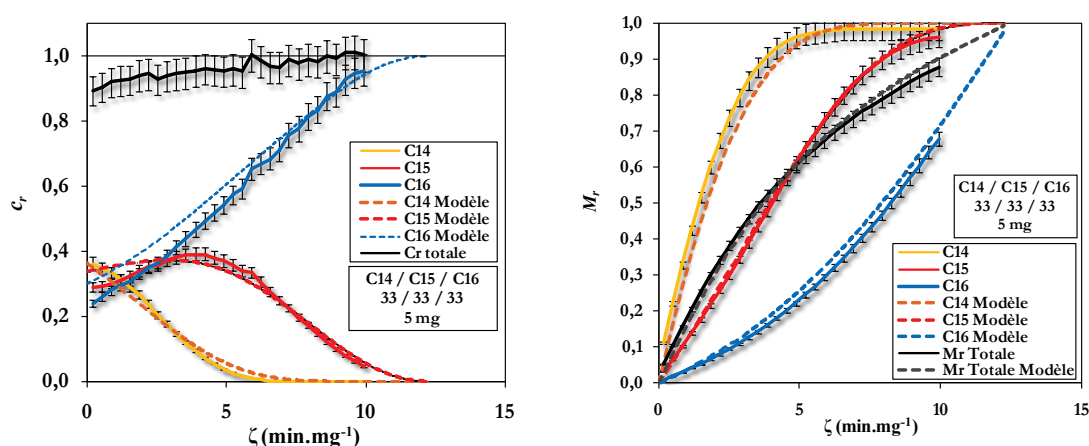 1,0
0,8
0,6
0,4
0,2
0,0
c_r
0
5
10
15
ζ (min.mg⁻¹)
C14
C15
C16
C14 Modèle
C15 Modèle
C16 Modèle
Cr totale
C14 / C15 / C16
33 / 33 / 33
5 mg
1,0
0,9
0,8
0,7
0,6
0,5
0,4
0,3
0,2
0,1
0,0
M_r
0
5
10
15
ζ (min.mg⁻¹)
C14 / C15 / C16
33 / 33 / 33
5 mg
C14
C15
C16
C14 Modèle
C15 Modèle
C16 Modèle
Mr Totale
Mr Totale Modèle